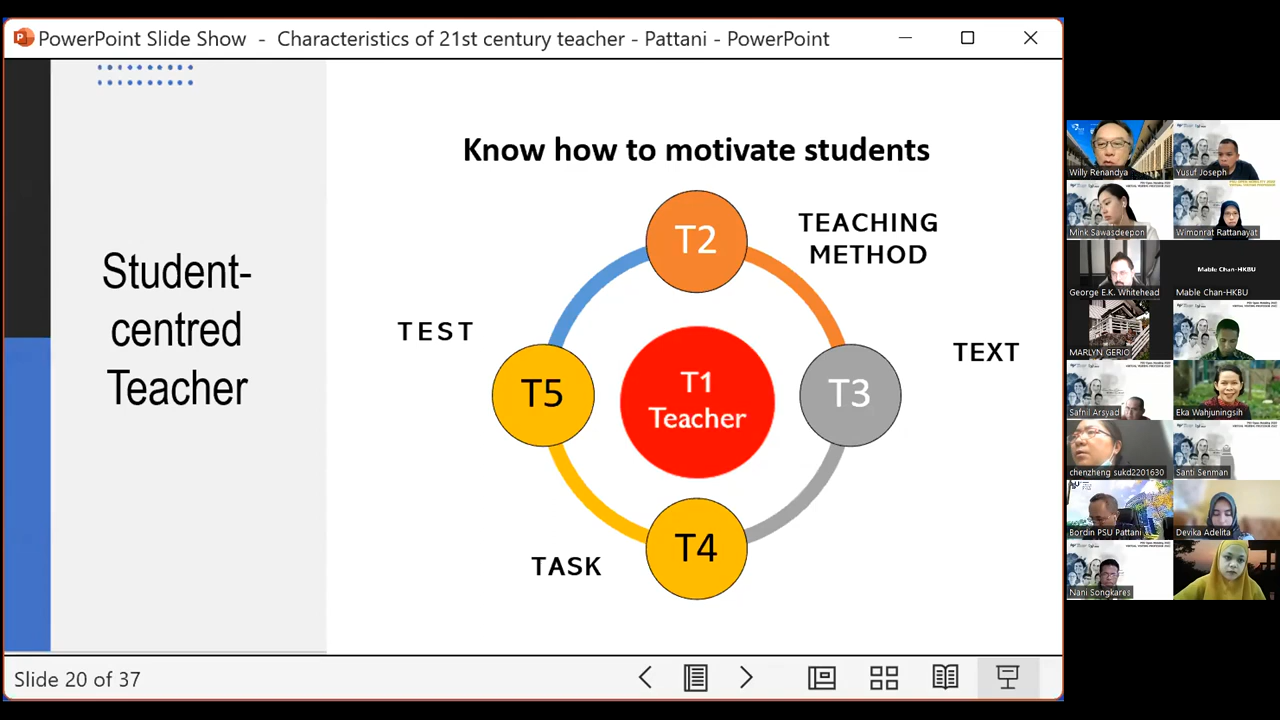 PowerPoint Slide Show - Characteristics of 21st century teacher - Pattani - PowerPoint
Student-
centred
Teacher
Know how to motivate students
T2
TEACHING
METHOD
TEST
TEXT
T5
T1
Teacher
T3
TASK
T4
Slide 20 of 37
Willy Renandya
Yusuf Joseph
Mink Sawasdeepon
Wimonrat Rattanayat
George E.K. Whitehead
Mable Chan-HKBU
Mable Chan-HKBU
MARLYN GERIO
Safnil Arsyad
Eka Wahjuningsih
chenzheng sukd2201630
Santi Senman
Bordin PSU Pattani
Devika Adelita
Nani Songkares